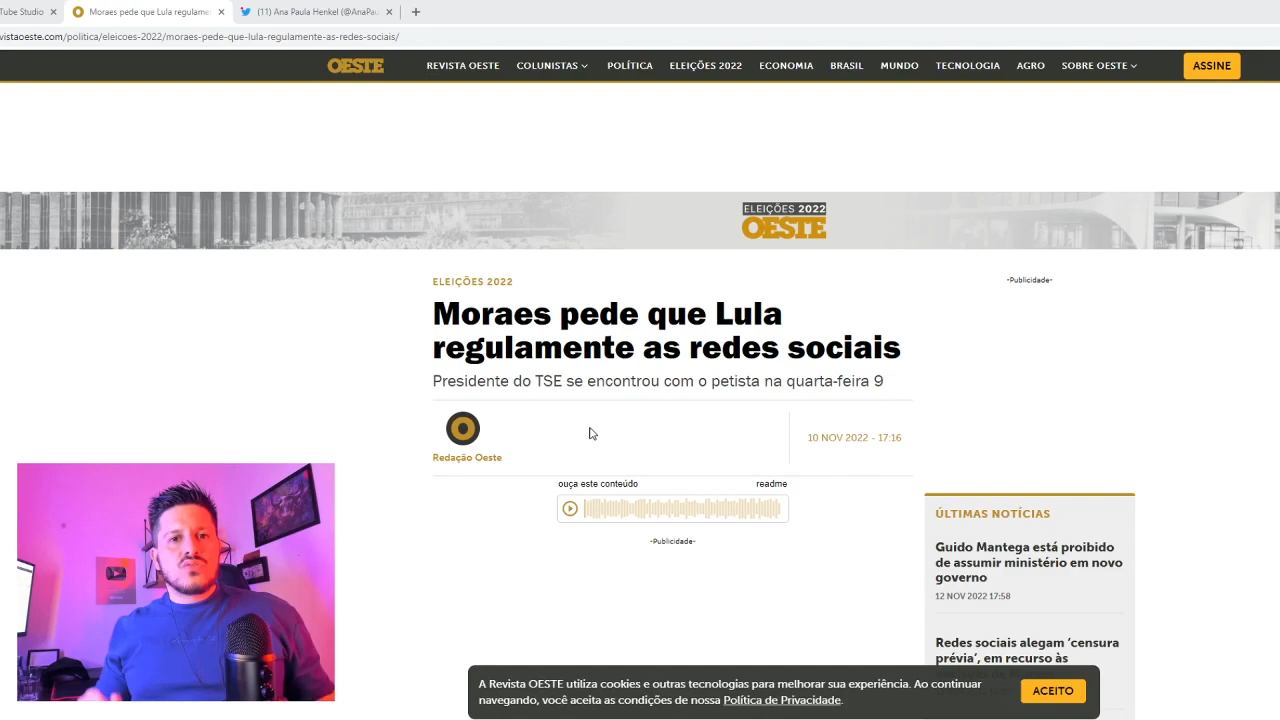 Tube Studio
Moraes pede que Lula regulamen
(11) Ana Paula Henkel (@AnaPau
vistaoeste.com/politica/eleicoes-2022/moraes-pede-que-lula-regulamente-as-redes-sociais/
OESTE REVISTA OESTE COLUNISTAS POLÍTICA ELEIÇÕES 2022 ECONOMIA BRASIL MUNDO TECNOLOGIA AGRO SOBRE OESTE ASSINE
ELEIÇÕES 2022
OESTE
ELEIÇÕES 2022
-Publicidade-
Moraes pede que Lula
regulamente as redes sociais
Presidente do TSE se encontrou com o petista na quarta-feira 9
Redação Oeste
10 NOV 2022 - 17:16
ouça este conteúdo readme
-Publicidade-
ÚLTIMAS NOTÍCIAS
Guido Mantega está proibido
de assumir ministério em novo
governo
12 NOV 2022 17:58
Redes sociais alegam ‘censura
prévia’, em recurso às
A Revista OESTE utiliza cookies e outras tecnologias para melhorar sua experiência. Ao continuar
navegando, você aceita as condições de nossa Política de Privacidade.
ACEITO